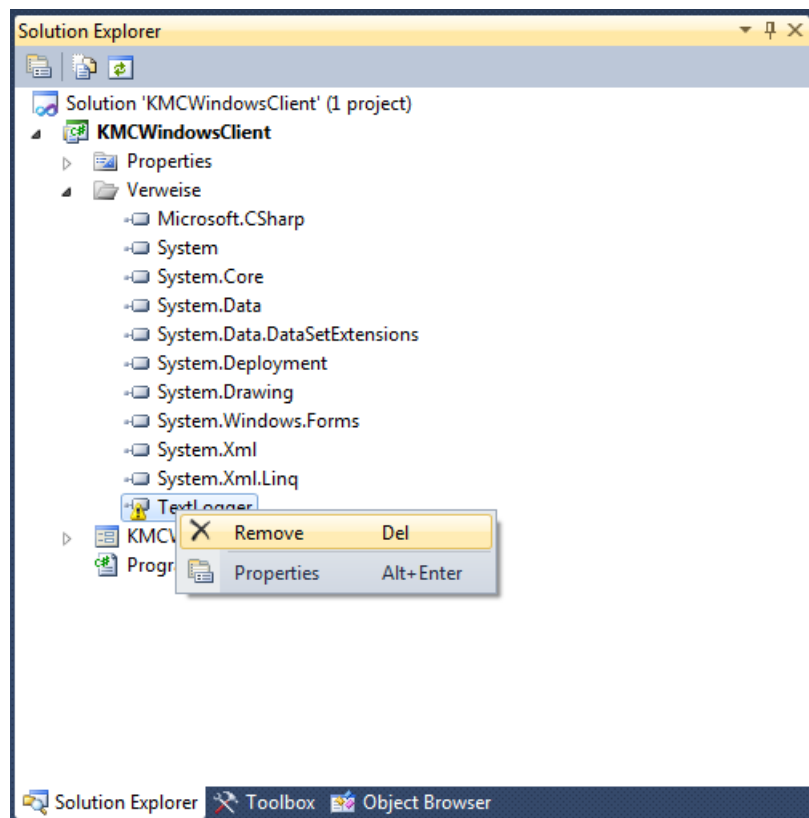 Solution Explorer
Solution 'KMCWindowsClient' (1 project)
KMCWindowsClient
Properties
Verweise
Microsoft.CSharp
System
System.Core
System.Data
System.Data.DataSetExtensions
System.Deployment
System.Drawing
System.Windows.Forms
System.Xml
System.Xml.Linq
TextLogger
Remove Del
Properties Alt+Enter
Solution Explorer Toolbox Object Browser